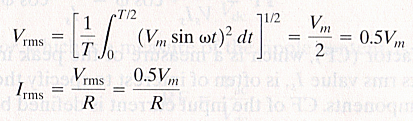 V_rms = [ 1/T ∫_0^{T/2} (V_m sin ωt)² dt ]^{1/2} = V_m/2 = 0.5V_m
I_rms = V_rms/R = 0.5V_m/R